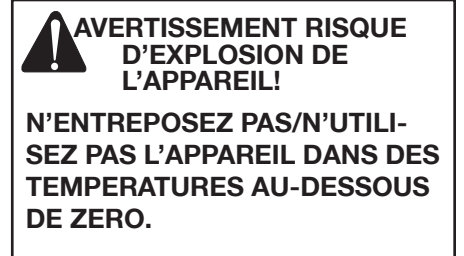 AVERTISSEMENT RISQUE
D’EXPLOSION DE
L’APPAREIL!
N’ENTREPOSEZ PAS/N’UTILI-
SEZ PAS L’APPAREIL DANS DES
TEMPERATURES AU-DESSOUS
DE ZERO.